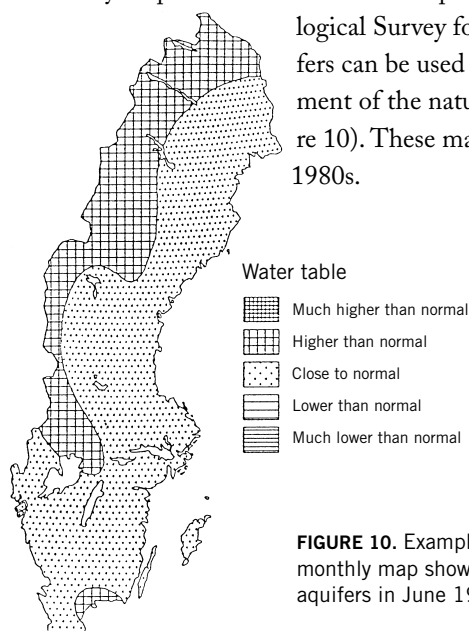 logical Survey fo
fers can be used
ment of the natu
re 10). These ma
1980s.
Water table
Much higher than normal
Higher than normal
Close to normal
Lower than normal
Much lower than normal
FIGURE 10. Exampl
monthly map show
aquifers in June 19